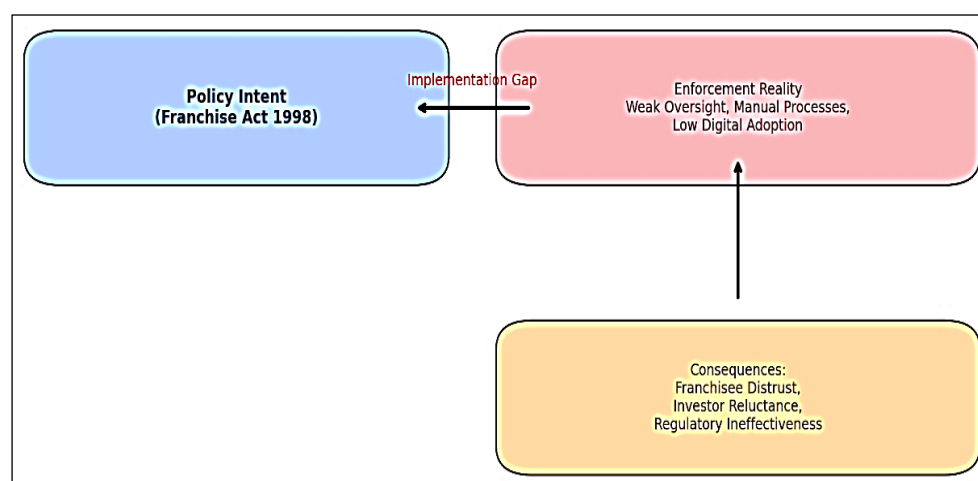 Policy Intent
(Franchise Act 1998)
Implementation Gap
Enforcement Reality
Weak Oversight, Manual Processes,
Low Digital Adoption
Consequences:
Franchisee Distrust,
Investor Reluctance,
Regulatory Ineffectiveness